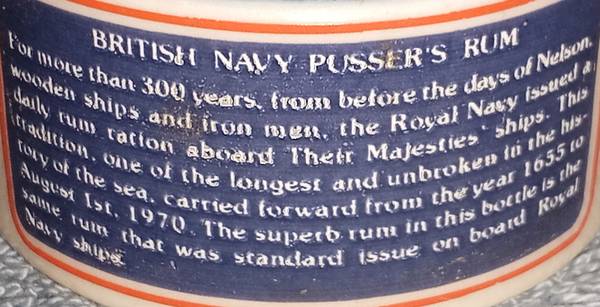 BRITISH NAVY PUSSER'S RUM
For more than 300 years, from before the days of Nelson,
wooden ships and iron men, the Royal Navy issued a
daily rum ration aboard Their Majesties' ships. This
tradition, one of the longest and unbroken in the his-
tory of the sea, carried forward from the year 1655 to
August 1st, 1970. The superb rum in this bottle is the
same rum that was standard issue on board Royal
Navy ships.